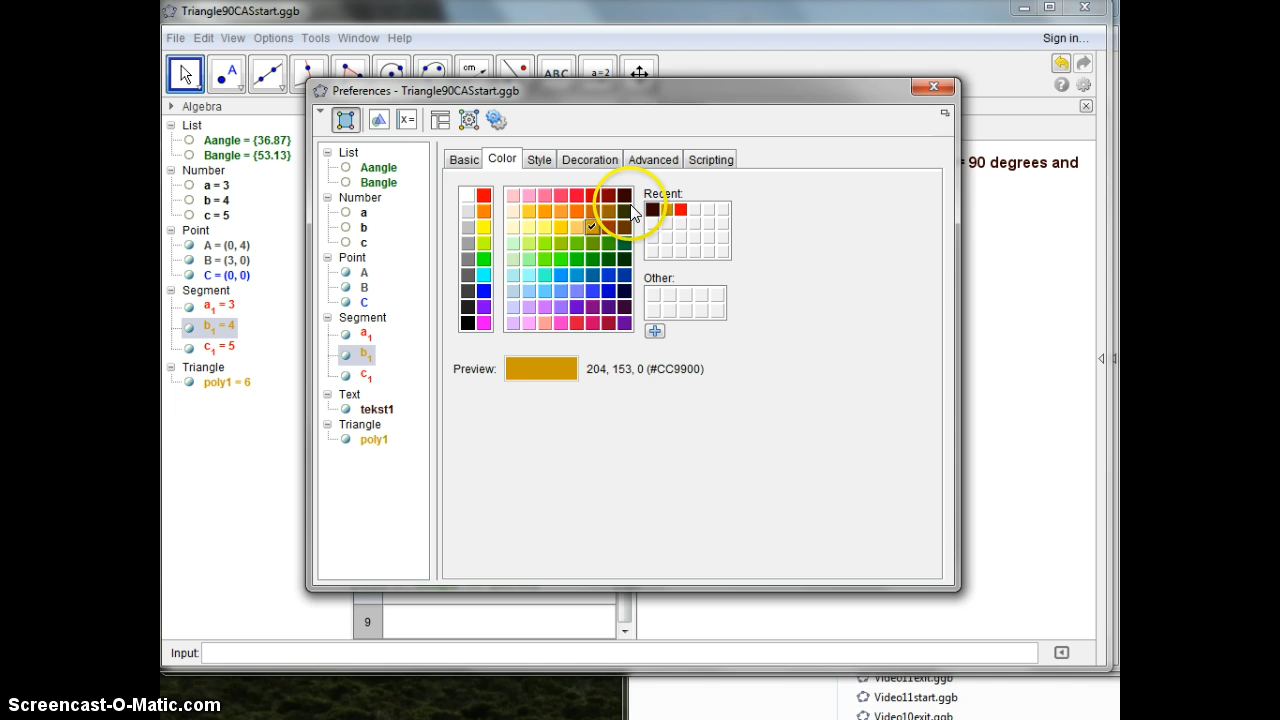 Triangle90CASstart.ggb
File Edit View Options Tools Window Help
Sign in...
A
cm
ABC
a=2
Preferences - Triangle90CASstart.ggb
Algebra
List
Aangle = {36.87}
Bangle = {53.13}
Number
a = 3
b = 4
c = 5
Point
A = (0, 4)
B = (3, 0)
C = (0, 0)
Segment
a1 = 3
b1 = 4
c1 = 5
Triangle
poly1 = 6
X=
List
Aangle
Bangle
Number
a
b
c
Point
A
B
C
Segment
a1
b1
c1
Text
tekst1
Triangle
poly1
Basic Color Style Decoration Advanced Scripting
Recent:
Other:
Preview: 204, 153, 0 (#CC9900)
= 90 degrees and
9
Input:
Video11exit.ggb
Video11start.ggb
Video10exit.ggb
Screencast-O-Matic.com